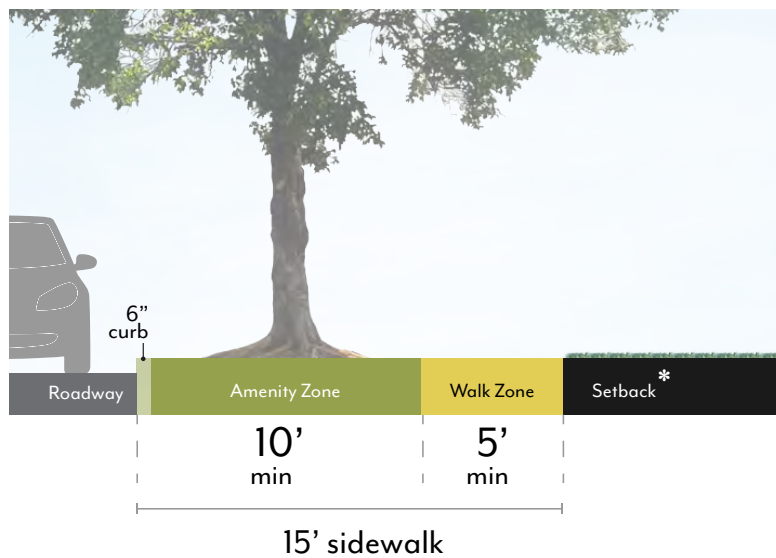 6”
curb
Roadway
Amenity Zone
Walk Zone
Setback*
10’
min
5’
min
15’ sidewalk